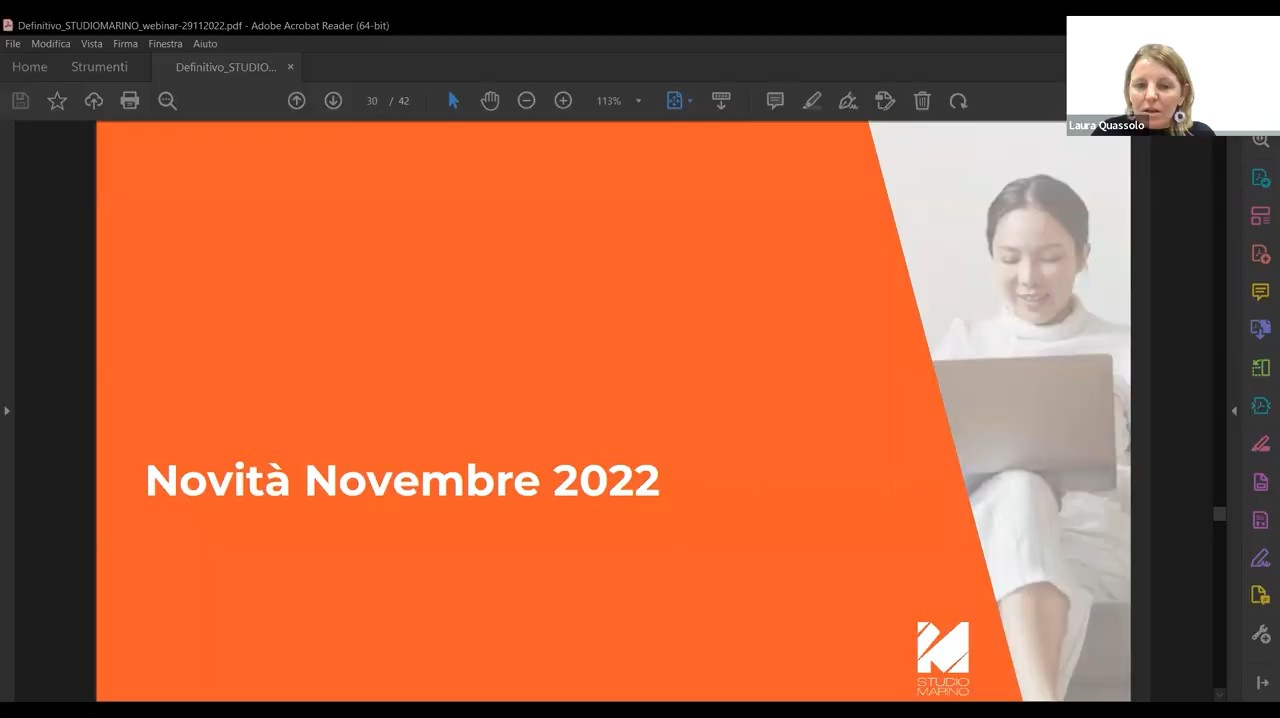 Definitivo_STUDIOMARINO_webinar-29112022.pdf - Adobe Acrobat Reader (64-bit)
File Modifica Vista Firma Finestra Aiuto
Home Strumenti Definitivo_STUDIO... ×
30 / 42 113%
Laura Quassolo
Novità Novembre 2022
STUDIO
MARINO